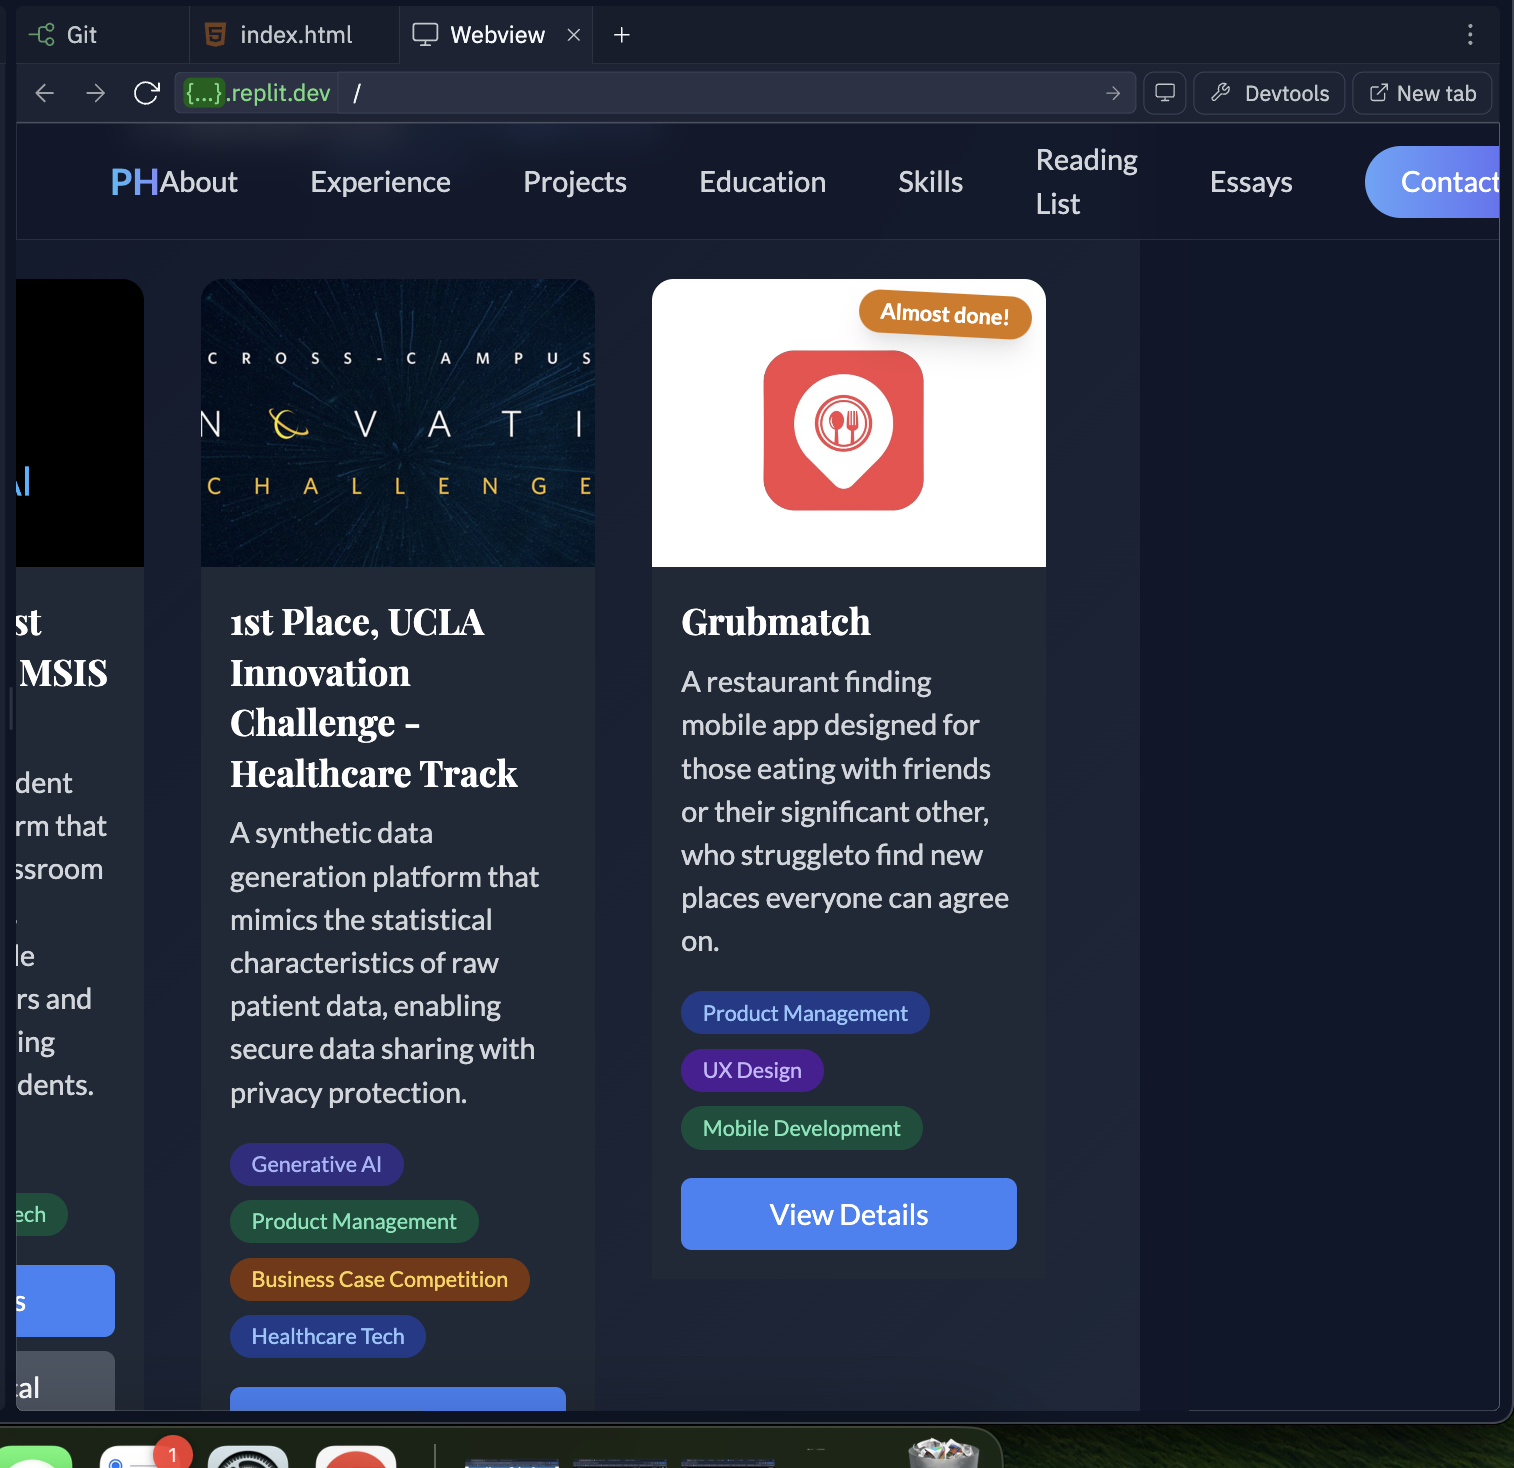 Git
index.html
Webview
{...}.replit.dev /
Devtools
New tab
PH
About
Experience
Projects
Education
Skills
Reading
List
Essays
Contact
AI
st
MSIS
dent
rm that
ssroom
le
rs and
ing
dents.
ech
s
cal
CROSS-CAMPUS
NOVATI
CHALLENGE
1st Place, UCLA
Innovation
Challenge -
Healthcare Track
A synthetic data
generation platform that
mimics the statistical
characteristics of raw
patient data, enabling
secure data sharing with
privacy protection.
Generative AI
Product Management
Business Case Competition
Healthcare Tech
Almost done!
Grubmatch
A restaurant finding
mobile app designed for
those eating with friends
or their significant other,
who struggleto find new
places everyone can agree
on.
Product Management
UX Design
Mobile Development
View Details
1